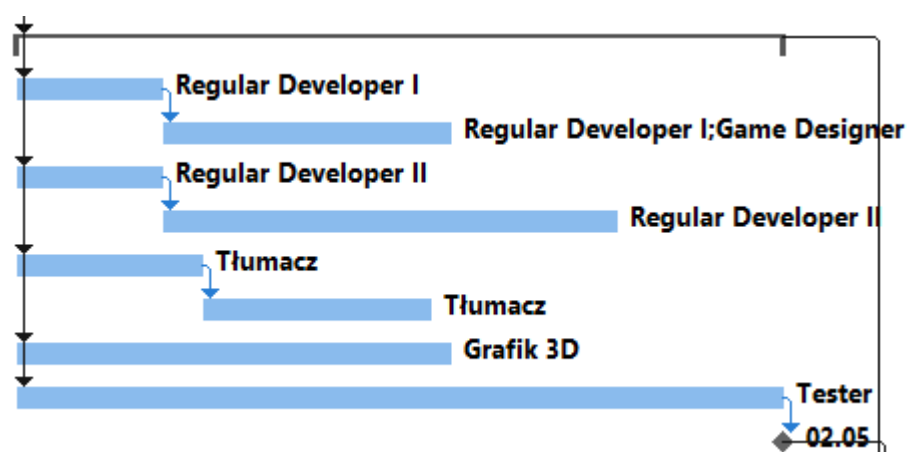 Regular Developer I
Regular Developer I;Game Designer
Regular Developer II
Regular Developer II
Tłumacz
Tłumacz
Grafik 3D
Tester
02.05